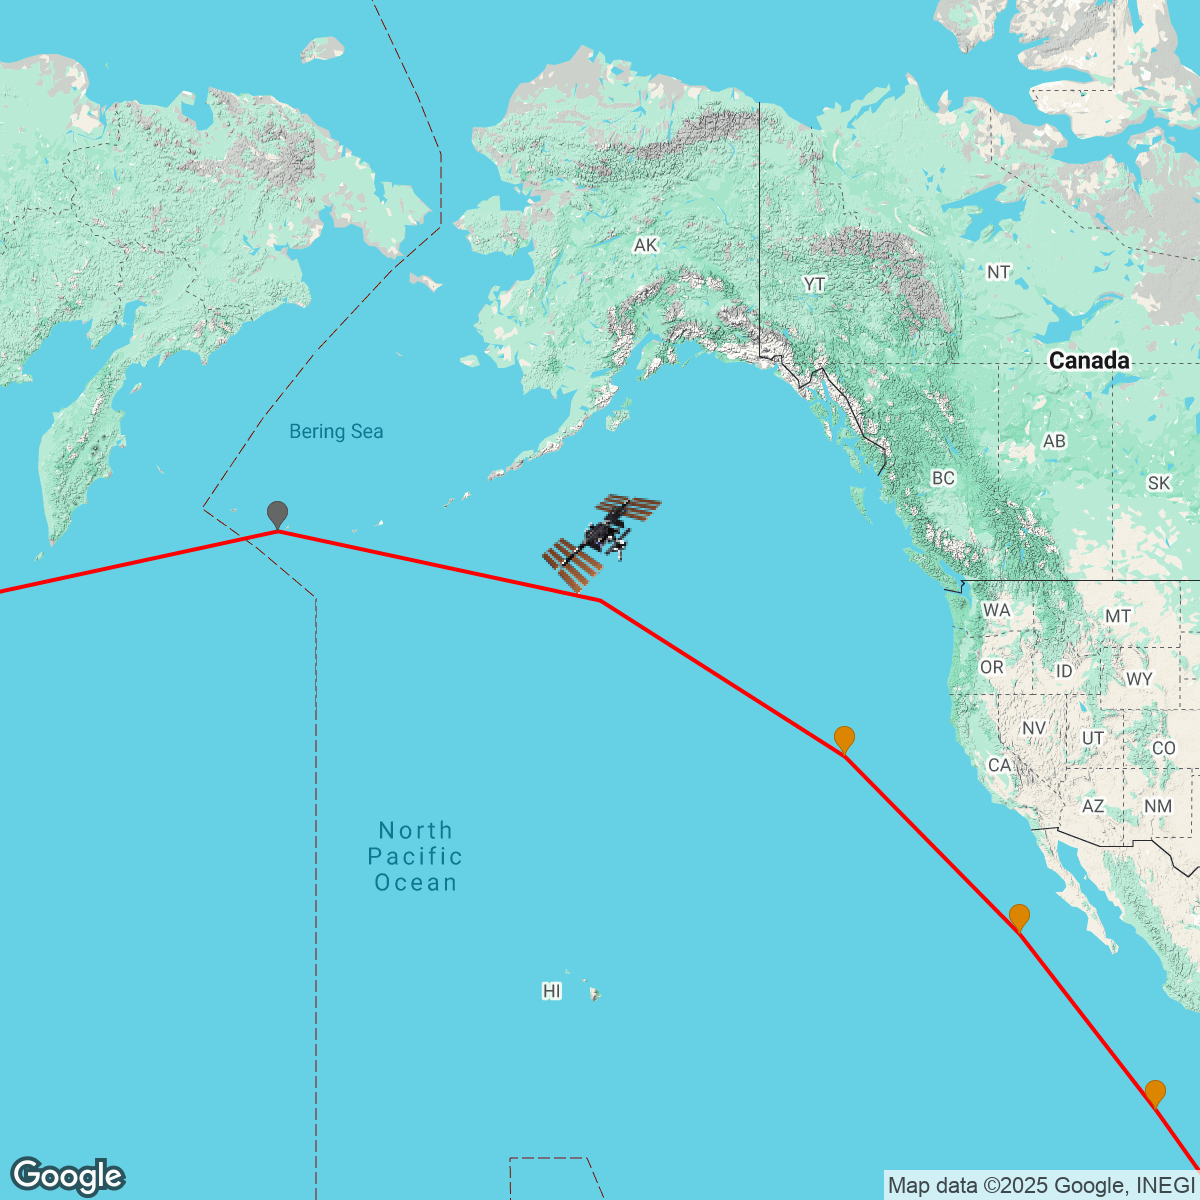 AK
YT
NT
Canada
Bering Sea
AB
BC
SK
WA
MT
OR
ID
WY
NV
UT
CO
CA
AZ
NM
North
Pacific
Ocean
HI
Google
Map data ©2025 Google, INEGI